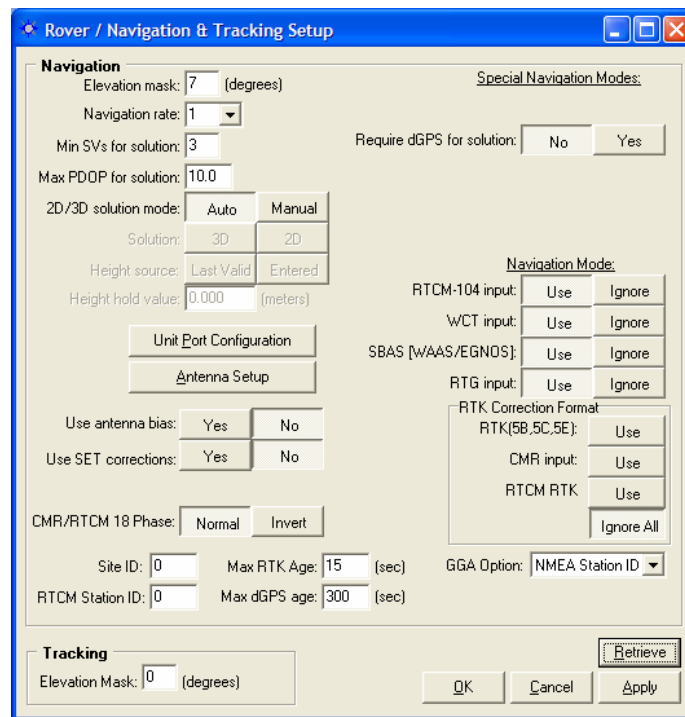 Rover / Navigation & Tracking Setup
Navigation
Elevation mask: 7 (degrees)
Special Navigation Modes:
Navigation rate: 1
Min SVs for solution: 3
Require dGPS for solution: No Yes
Max PDOP for solution: 10.0
2D/3D solution mode: Auto Manual
Solution: 3D 2D
Height source: Last Valid Entered
Height hold value: 0.000 (meters)
Navigation Mode:
RTCM-104 input: Use Ignore
WCT input: Use Ignore
SBAS [WAAS/EGNOS]: Use Ignore
RTG input: Use Ignore
Unit Port Configuration
Antenna Setup
Use antenna bias: Yes No
Use SET corrections: Yes No
RTK Correction Format
RTK(5B,5C,5E): Use
CMR input: Use
RTCM RTK Use
Ignore All
CMR/RTCM 18 Phase: Normal Invert
Site ID: 0 Max RTK Age: 15 (sec)
GGA Option: NMEA Station ID
RTCM Station ID: 0 Max dGPS age: 300 (sec)
Tracking
Elevation Mask: 0 (degrees)
Retrieve
OK Cancel Apply